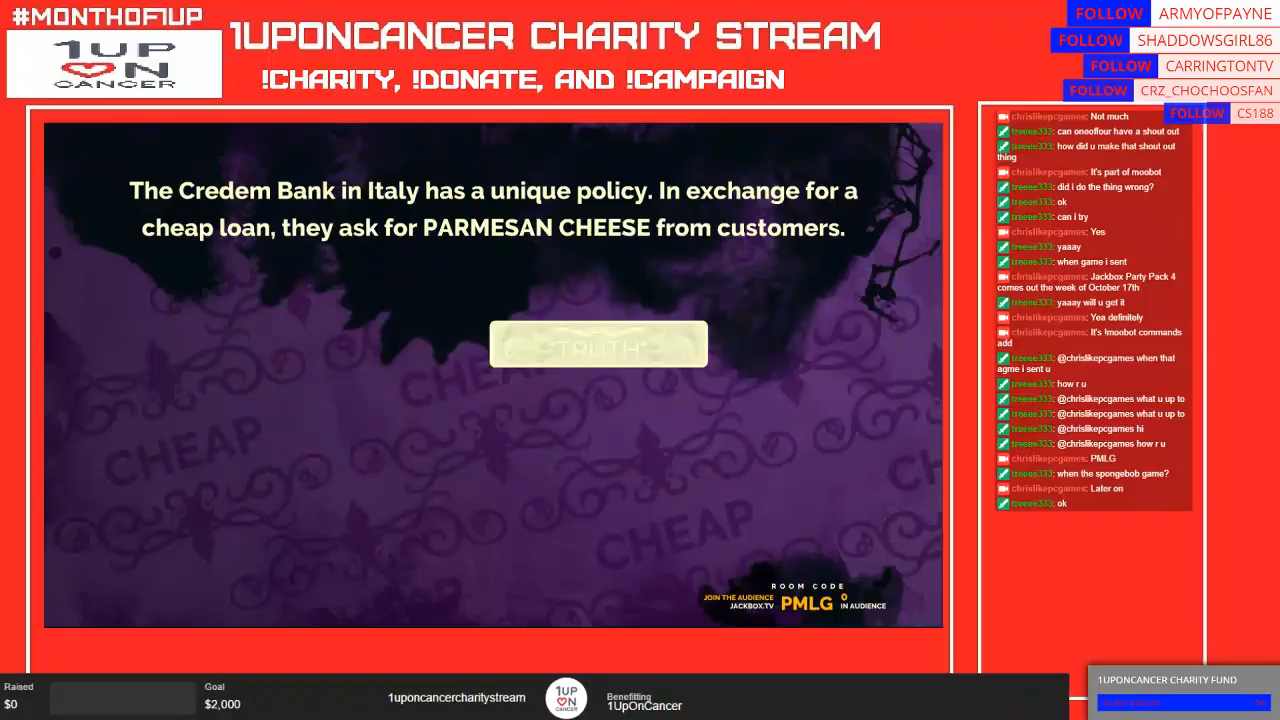 #MONTHOF1UP
1UP
ON
CANCER
1UPONCANCER CHARITY STREAM
!CHARITY, !DONATE, AND !CAMPAIGN
FOLLOW ARMYOFPAYNE
FOLLOW SHADDOWSGIRL86
FOLLOW CARRINGTONTV
FOLLOW CRZ_CHOCHOOSFAN
FOLLOW CS188
The Credem Bank in Italy has a unique policy. In exchange for a
cheap loan, they ask for PARMESAN CHEESE from customers.
TRUTH
CHEAP
CHEAP
CHEAP
ROOM CODE
JOIN THE AUDIENCE
JACKBOX.TV
PMLG
0
IN AUDIENCE
chrislikepcgames: Not much
treeee333: can oneoffour have a shout out
treeee333: how did u make that shout out
thing
chrislikepcgames: It's part of moobot
treeee333: did i do the thing wrong?
treeee333: ok
treeee333: can i try
chrislikepcgames: Yes
treeee333: yaaay
treeee333: when game i sent
chrislikepcgames: Jackbox Party Pack 4
comes out the week of October 17th
treeee333: yaaay will u get it
chrislikepcgames: Yea definitely
chrislikepcgames: It's !moobot commands
add
treeee333: @chrislikepcgames when that
agme i sent u
treeee333: how r u
treeee333: @chrislikepcgames what u up to
treeee333: @chrislikepcgames what u up to
treeee333: @chrislikepcgames hi
treeee333: @chrislikepcgames how r u
chrislikepcgames: PMLG
treeee333: when the spongebob game?
chrislikepcgames: Later on
treeee333: ok
Raised
$0
Goal
$2,000
1uponcancercharitystream
1UP
ON
CANCER
Benefitting
1UpOnCancer
1UPONCANCER CHARITY FUND